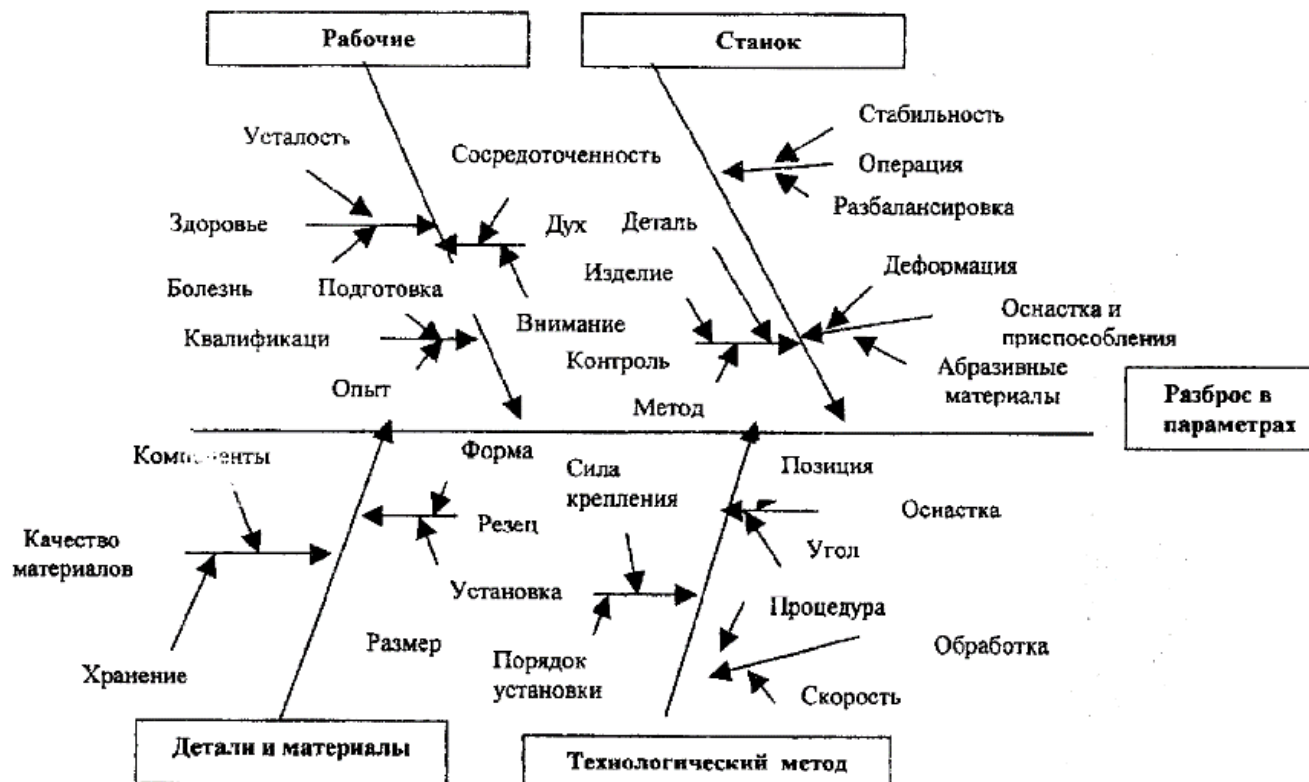 Рабочие
Станок
Стабильность
Усталость
Сосредоточенность
Операция
Разбалансировка
Здоровье
Дух
Деталь
Изделие
Деформация
Болезнь
Подготовка
Внимание
Оснастка и
приспособления
Квалификаци
Контроль
Абразивные
материалы
Опыт
Метод
Разброс в
параметрах
Форма
Сила
крепления
Позиция
Оснастка
Качество
материалов
Резец
Угол
Установка
Процедура
Размер
Обработка
Хранение
Порядок
установки
Скорость
Детали и материалы
Технологический метод